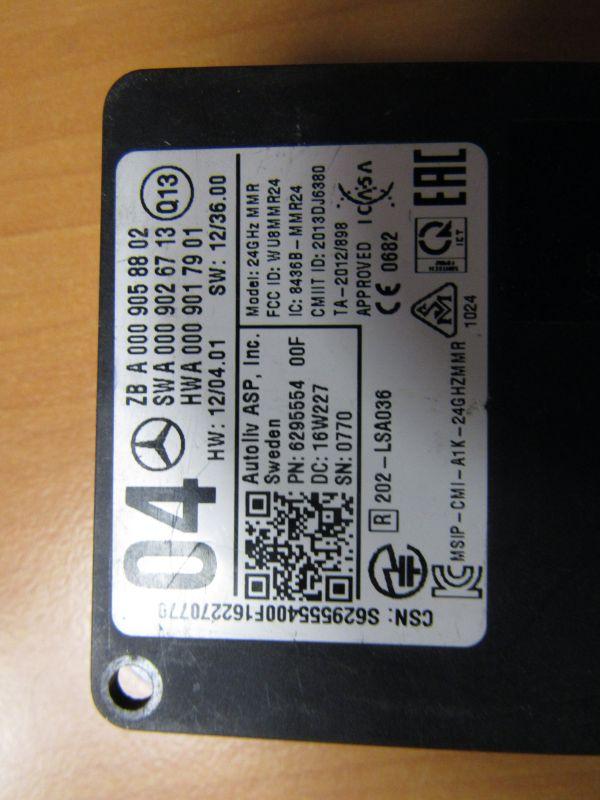 04
ZB A 000 905 88 02
SWA 000 902 67 13
HWA 000 901 79 01
Q13
HW: 12/04.01 SW: 12/36.00
Autoliv ASP, Inc.
Sweden
PN: 6295554 00F
DC: 16W227
SN: 0770
Model: 24GHz MMR
FCC ID: WU8MMR24
IC: 8436B-MMR24
CMIIT ID: 2013DJ6380
TA-2012/898
APPROVED ICASA
CE 0682
EAC
ICT
R 202-LSA036
1024
MSIP-CMI-A1K-24GHZMMR
CSN: S629555400F162270770